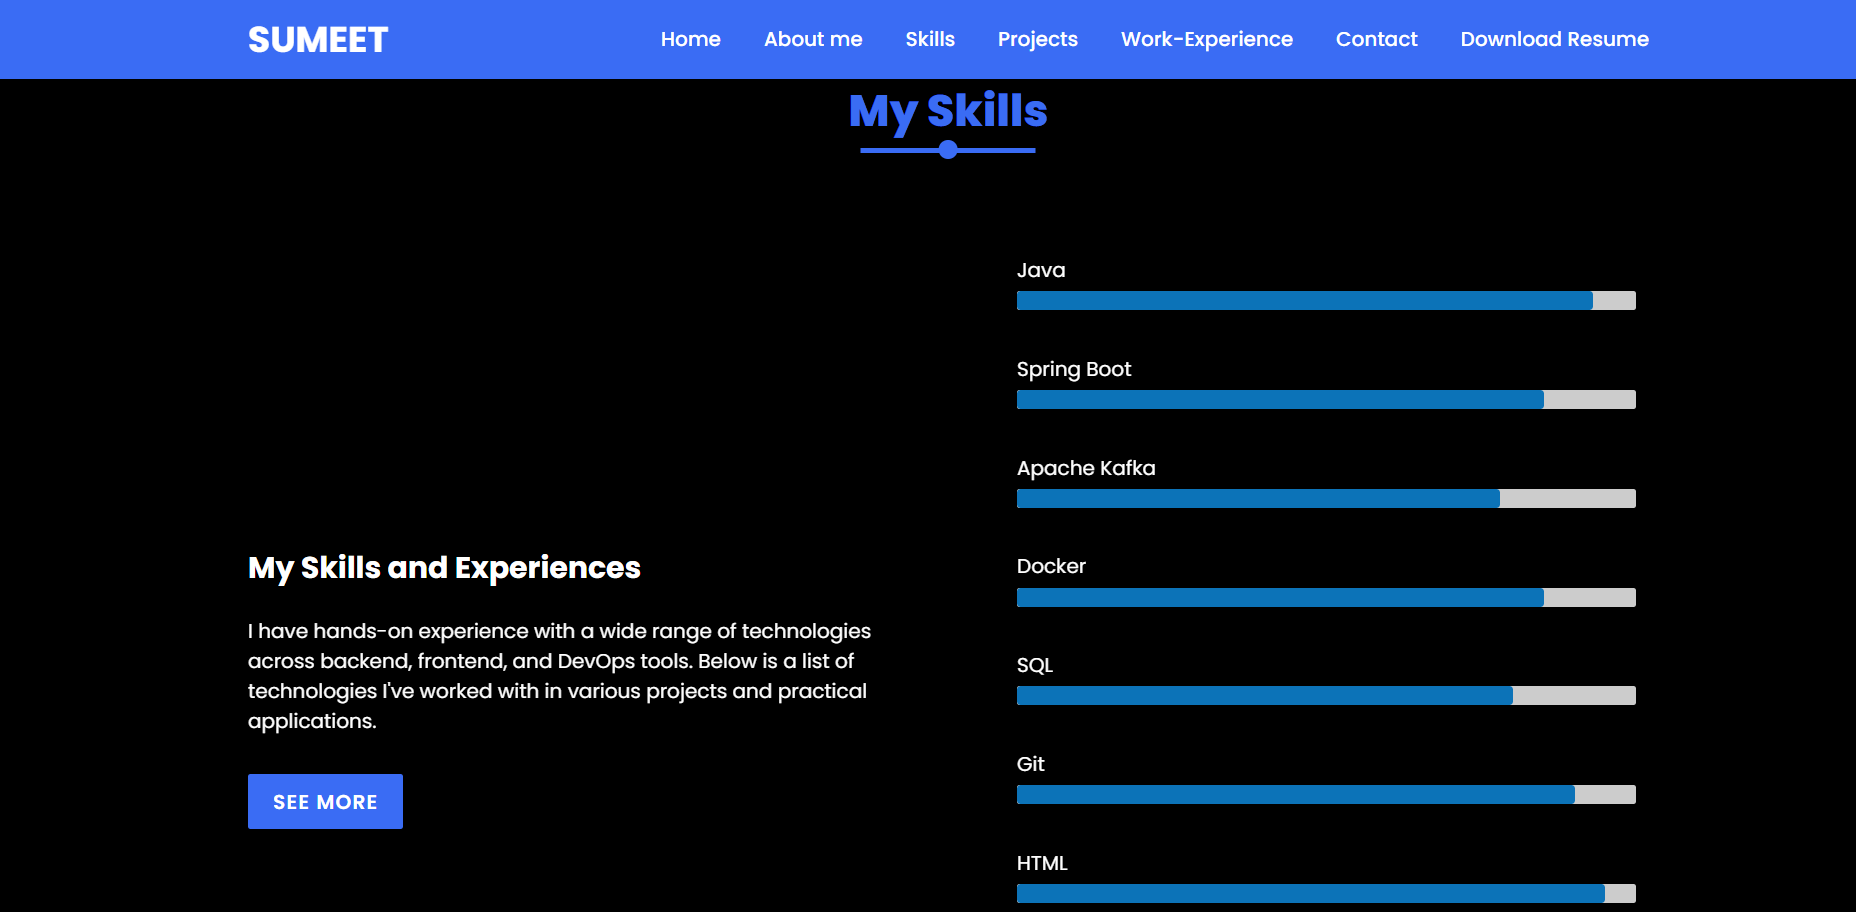 SUMEET
Home About me Skills Projects Work-Experience Contact Download Resume
My Skills
My Skills and Experiences
I have hands-on experience with a wide range of technologies
across backend, frontend, and DevOps tools. Below is a list of
technologies I've worked with in various projects and practical
applications.
SEE MORE
Java
Spring Boot
Apache Kafka
Docker
SQL
Git
HTML